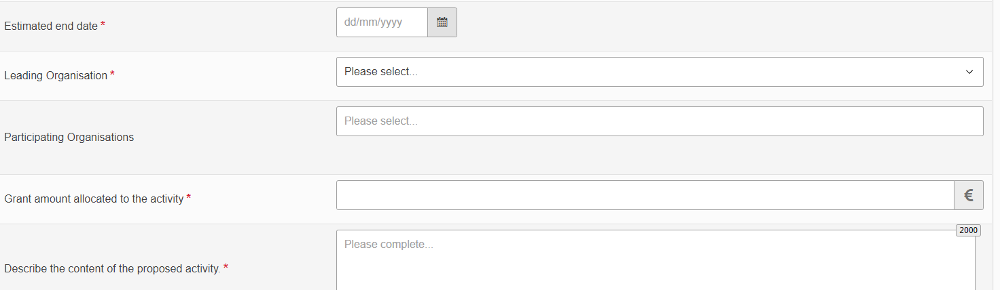 Estimated end date *
dd/mm/yyyy
Leading Organisation *
Please select...
Participating Organisations
Please select...
Grant amount allocated to the activity *
€
2000
Describe the content of the proposed activity. *
Please complete...